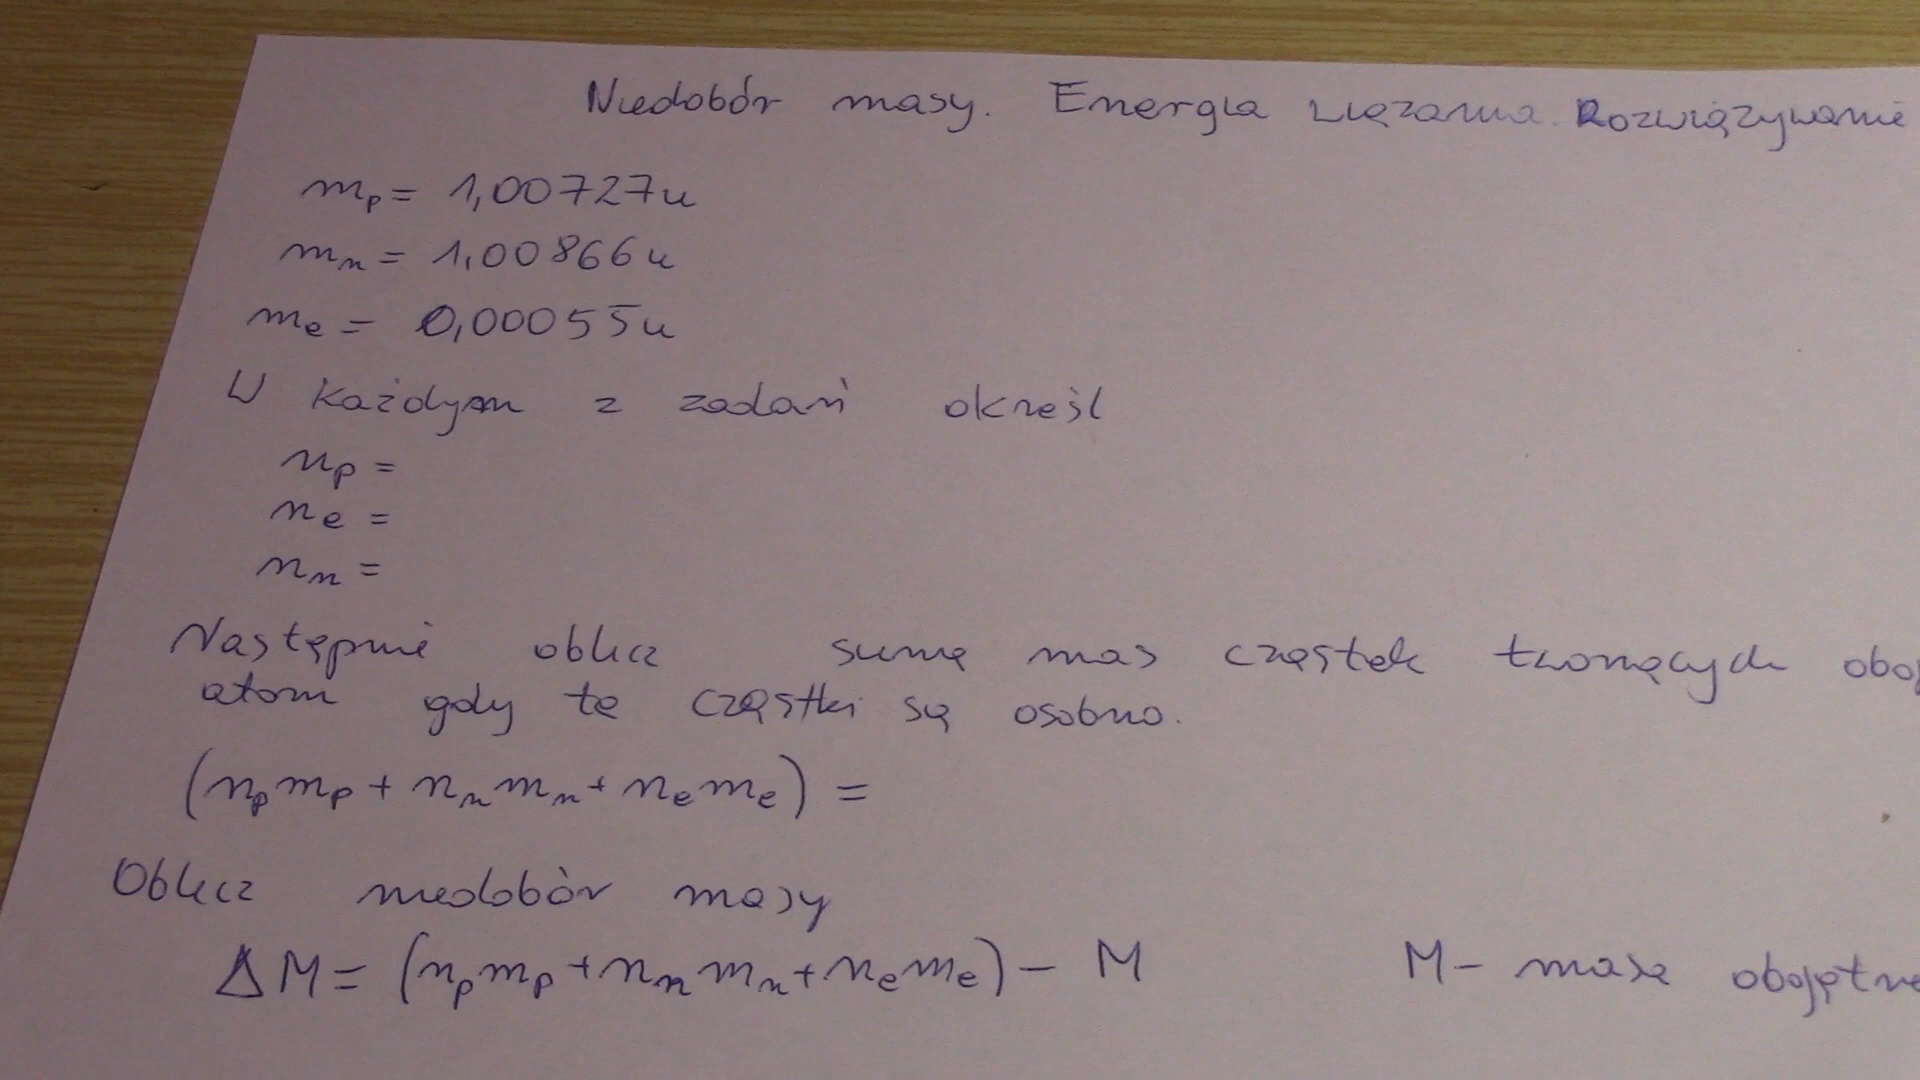 Niedobór masy. Energia wiązania. Rozwiązywanie
mp = 1,00727u
mn = 1,00866u
me = 0,00055u
W każdym z zadań określ
np =
ne =
nn =
Następnie oblicz sumę mas cząstek tworzących oboj
atom gdy te cząstki są osobno.
(npmp + nnmn + neme) =
Oblicz niedobór masy
ΔM = (npmp + nnmn + neme) - M M - masa obojętne